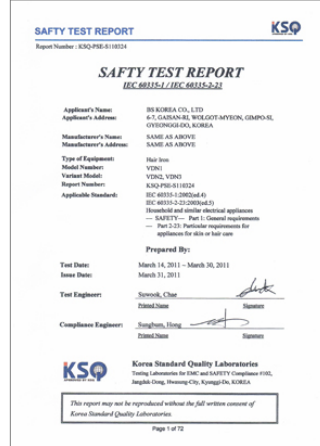 SAFTY TEST REPORT
KSQ
Report Number : KSQ-PSE-S110324
SAFTY TEST REPORT
IEC 60335-1 / IEC 60335-2-23
Applicant's Name: BS KOREA CO., LTD
Applicant's Address: 6-7, GAISAN-RI, WOLGOT-MYEON, GIMPO-SI,
GYEONGGI-DO, KOREA
Manufacturer's Name: SAME AS ABOVE
Manufacturer's Address: SAME AS ABOVE
Type of Equipment: Hair Iron
Model Number: VDN1
Variant Model: VDN2, VDN3
Report Number: KSQ-PSE-S110324
Applicable Standard: IEC 60335-1:2002(ed.4)
IEC 60335-2-23:2003(ed.5)
Household and similar electrical appliances
— SAFETY— Part 1: General requirements
— Part 2-23: Particular requirements for
appliances for skin or hair care
Prepared By:
Test Date: March 14, 2011 ~ March 30, 2011
Issue Date: March 31, 2011
Test Engineer: Suwook, Chae
Printed Name Signature
Compliance Engineer: Sungbum, Hong
Printed Name Signature
KSQ
Korea Standard Quality Laboratories
Testing Laboratories for EMC and SAFETY Compliance #102,
Jangduk-Dong, Hwasung-City, Kyunggi-Do, KOREA
This report may not be reproduced without the full written consent of
Korea Standard Quality Laboratories.
Page 1 of 72